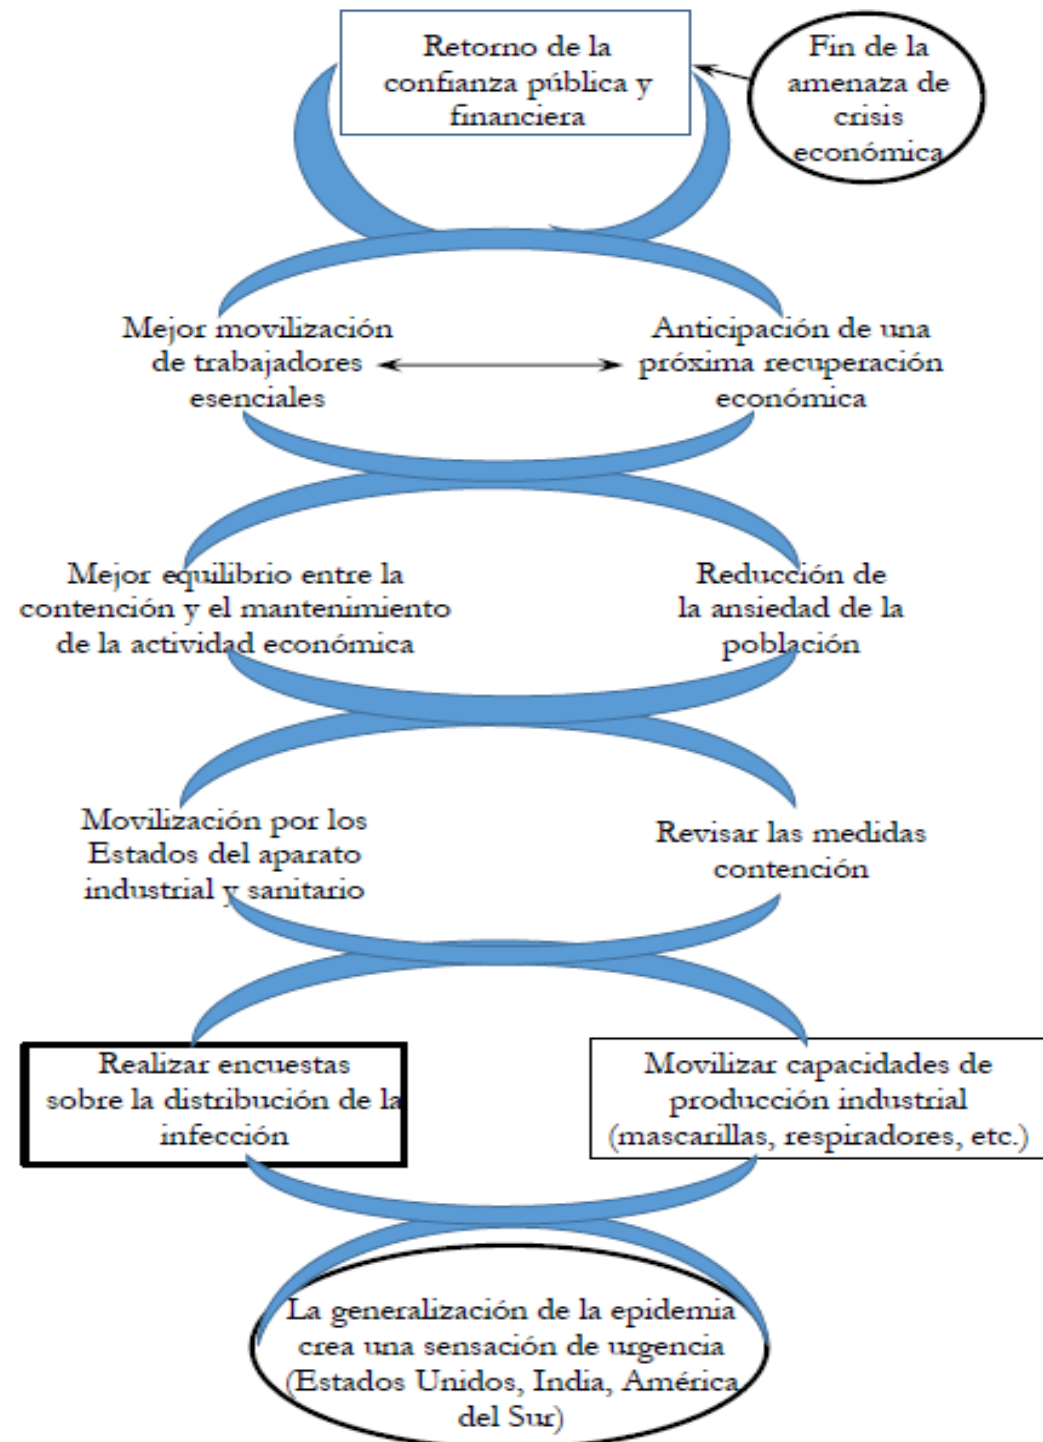 Retorno de la
confianza pública y
financiera
Fin de la
amenaza de
crisis
económica
Mejor movilización
de trabajadores
esenciales
Anticipación de una
próxima recuperación
económica
Mejor equilibrio entre la
contención y el mantenimiento
de la actividad económica
Reducción de
la ansiedad de la
población
Movilización por los
Estados del aparato
industrial y sanitario
Revisar las medidas
contención
Realizar encuestas
sobre la distribución de la
infección
Movilizar capacidades de
producción industrial
(mascarillas, respiradores, etc.)
La generalización de la epidemia
crea una sensación de urgencia
(Estados Unidos, India, América
del Sur)